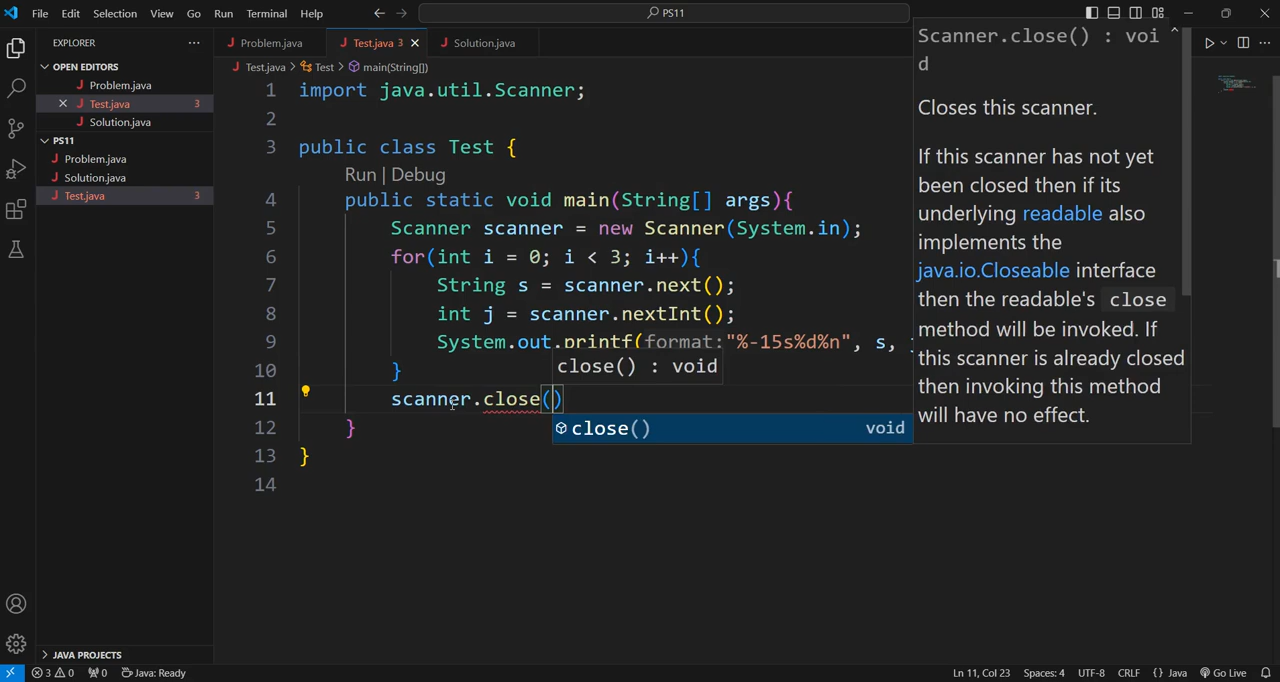 File Edit Selection View Go Run Terminal Help
PS11
EXPLORER
OPEN EDITORS
Problem.java
Test.java 3
Solution.java
PS11
Problem.java
Solution.java
Test.java 3
JAVA PROJECTS
Problem.java Test.java 3 Solution.java
Test.java > Test > main(String[])
1 import java.util.Scanner;
2
3 public class Test {
Run | Debug
4 public static void main(String[] args){
5 Scanner scanner = new Scanner(System.in);
6 for(int i = 0; i < 3; i++){
7 String s = scanner.next();
8 int j = scanner.nextInt();
9 System.out.printf(format:"%-15s%d%n", s,
close() : void
10 }
11 scanner.close()
close() void
12 }
13 }
14
Scanner.close() : voi
d
Closes this scanner.
If this scanner has not yet
been closed then if its
underlying readable also
implements the
java.io.Closeable interface
then the readable's close
method will be invoked. If
this scanner is already closed
then invoking this method
will have no effect.
3 0 0 Java: Ready Ln 11, Col 23 Spaces: 4 UTF-8 CRLF {} Java Go Live